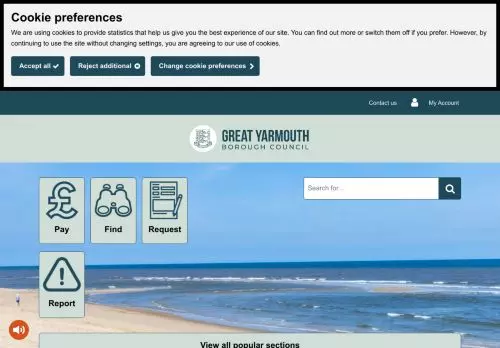 Cookie preferences
We are using cookies to provide statistics that help us give you the best experience of our site. You can find out more or switch them off if you prefer. However, by
continuing to use the site without changing settings, you are agreeing to our use of cookies.
Accept all
Reject additional
Change cookie preferences
Contact us
My Account
GREAT YARMOUTH
BOROUGH COUNCIL
Pay
Find
Request
Search for...
Report
View all popular sections